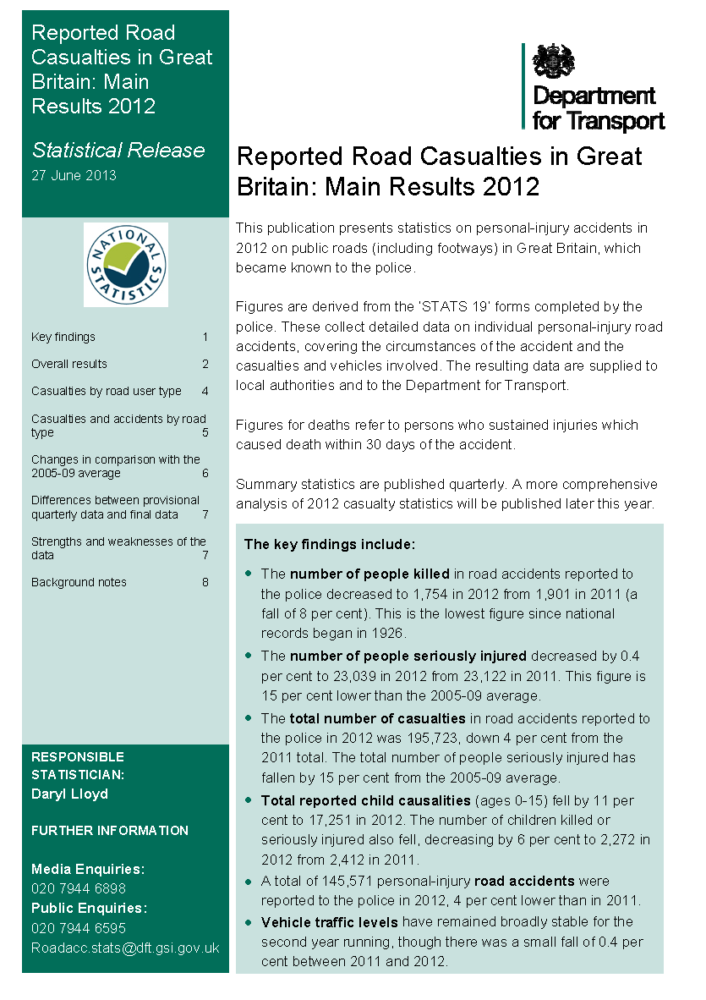 Reported Road
Casualties in Great
Britain: Main
Results 2012
Statistical Release
27 June 2013
NATIONAL
STATISTICS
Key findings 1
Overall results 2
Casualties by road user type 4
Casualties and accidents by road
type 5
Changes in comparison with the
2005-09 average 6
Differences between provisional
quarterly data and final data 7
Strengths and weaknesses of the
data 7
Background notes 8
RESPONSIBLE
STATISTICIAN:
Daryl Lloyd
FURTHER INFORMATION
Media Enquiries:
020 7944 6898
Public Enquiries:
020 7944 6595
Roadacc.stats@dft.gsi.gov.uk
Department
for Transport
Reported Road Casualties in Great
Britain: Main Results 2012
This publication presents statistics on personal-injury accidents in
2012 on public roads (including footways) in Great Britain, which
became known to the police.
Figures are derived from the ‘STATS 19’ forms completed by the
police. These collect detailed data on individual personal-injury road
accidents, covering the circumstances of the accident and the
casualties and vehicles involved. The resulting data are supplied to
local authorities and to the Department for Transport.
Figures for deaths refer to persons who sustained injuries which
caused death within 30 days of the accident.
Summary statistics are published quarterly. A more comprehensive
analysis of 2012 casualty statistics will be published later this year.
The key findings include:
• The number of people killed in road accidents reported to
the police decreased to 1,754 in 2012 from 1,901 in 2011 (a
fall of 8 per cent). This is the lowest figure since national
records began in 1926.
• The number of people seriously injured decreased by 0.4
per cent to 23,039 in 2012 from 23,122 in 2011. This figure is
15 per cent lower than the 2005-09 average.
• The total number of casualties in road accidents reported to
the police in 2012 was 195,723, down 4 per cent from the
2011 total. The total number of people seriously injured has
fallen by 15 per cent from the 2005-09 average.
• Total reported child causalities (ages 0-15) fell by 11 per
cent to 17,251 in 2012. The number of children killed or
seriously injured also fell, decreasing by 6 per cent to 2,272 in
2012 from 2,412 in 2011.
• A total of 145,571 personal-injury road accidents were
reported to the police in 2012, 4 per cent lower than in 2011.
• Vehicle traffic levels have remained broadly stable for the
second year running, though there was a small fall of 0.4 per
cent between 2011 and 2012.